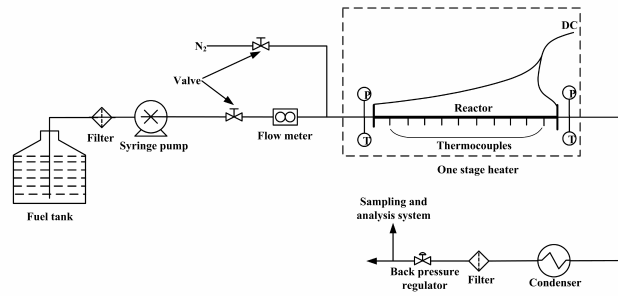 DC
N₂
P
P
Valve
Reactor
Filter
Syringe pump
Flow meter
T
T
Thermocouples
One stage heater
Fuel tank
Sampling and
analysis system
Back pressure
regulator
Filter
Condenser